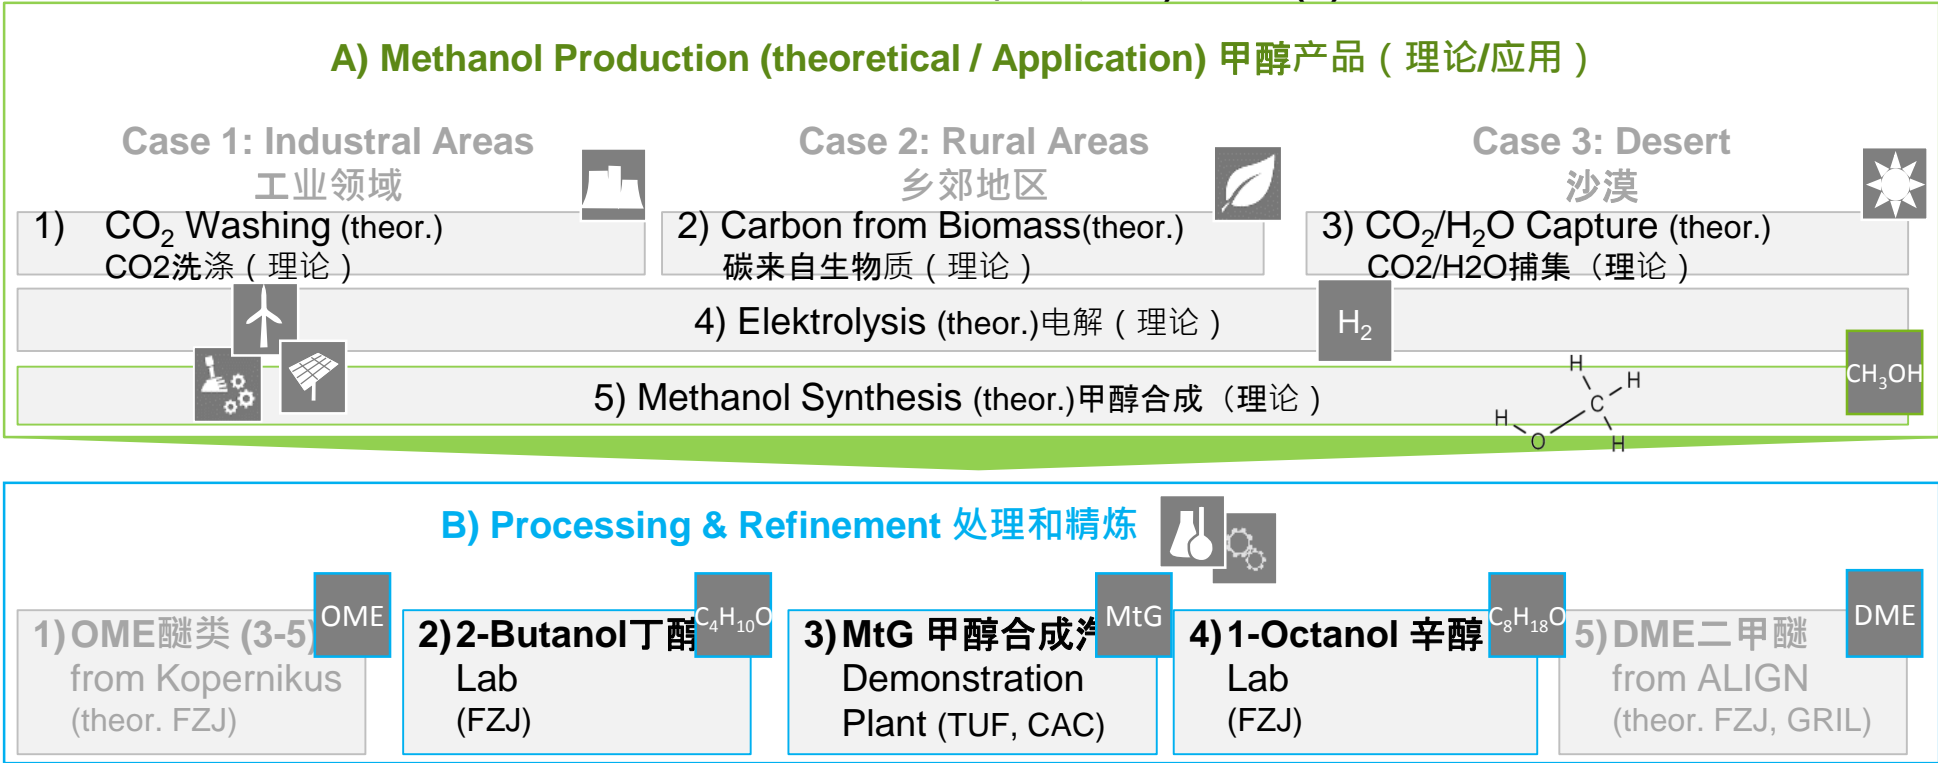 A) Methanol Production (theoretical / Application) 甲醇产品（理论/应用）
Case 1: Industral Areas
工业领域
Case 2: Rural Areas
乡郊地区
Case 3: Desert
沙漠
1) CO₂ Washing (theor.)
CO2洗涤（理论）
2) Carbon from Biomass(theor.)
碳来自生物质（理论）
3) CO₂/H₂O Capture (theor.)
CO2/H2O捕集（理论）
4) Elektrolysis (theor.)电解（理论）
H₂
5) Methanol Synthesis (theor.)甲醇合成（理论）
H
H
C
H
O
H
CH₃OH
B) Processing & Refinement 处理和精炼
1) OME醚类 (3-5)
from Kopernikus
(theor. FZJ)
OME
2) 2-Butanol丁醇
Lab
(FZJ)
C₄H₁₀O
3) MtG 甲醇合成汽
Demonstration
Plant (TUF, CAC)
MtG
4) 1-Octanol 辛醇
Lab
(FZJ)
C₈H₁₈O
5) DME二甲醚
from ALIGN
(theor. FZJ, GRIL)
DME